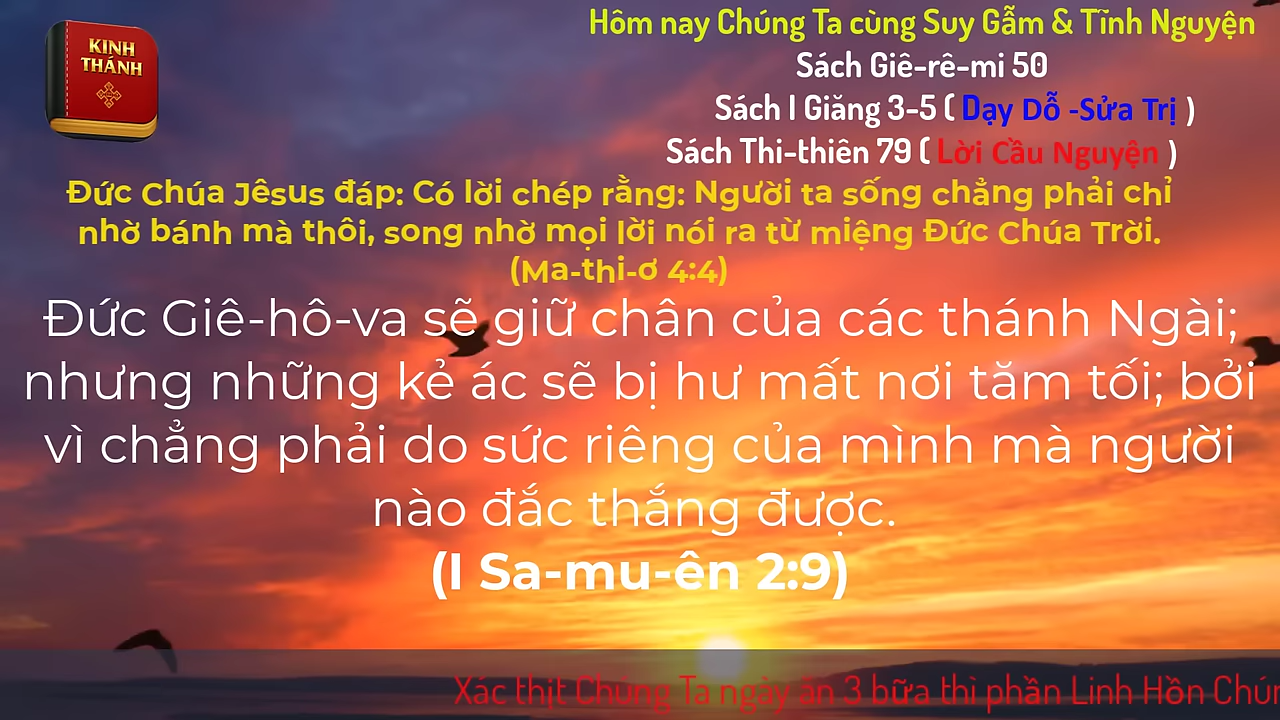 KINH
THÁNH
Hôm nay Chúng Ta cùng Suy Gẫm & Tĩnh Nguyện
Sách Giê-rê-mi 50
Sách I Giăng 3-5 ( Dạy Dỗ -Sửa Trị )
Sách Thi-thiên 79 ( Lời Cầu Nguyện )
Đức Chúa Jêsus đáp: Có lời chép rằng: Người ta sống chẳng phải chỉ
nhờ bánh mà thôi, song nhờ mọi lời nói ra từ miệng Đức Chúa Trời.
(Ma-thi-ơ 4:4)
Đức Giê-hô-va sẽ giữ chân của các thánh Ngài;
nhưng những kẻ ác sẽ bị hư mất nơi tăm tối; bởi
vì chẳng phải do sức riêng của mình mà người
nào đắc thắng được.
(I Sa-mu-ên 2:9)
Xác thịt Chúng Ta ngày ăn 3 bữa thì phần Linh Hồn